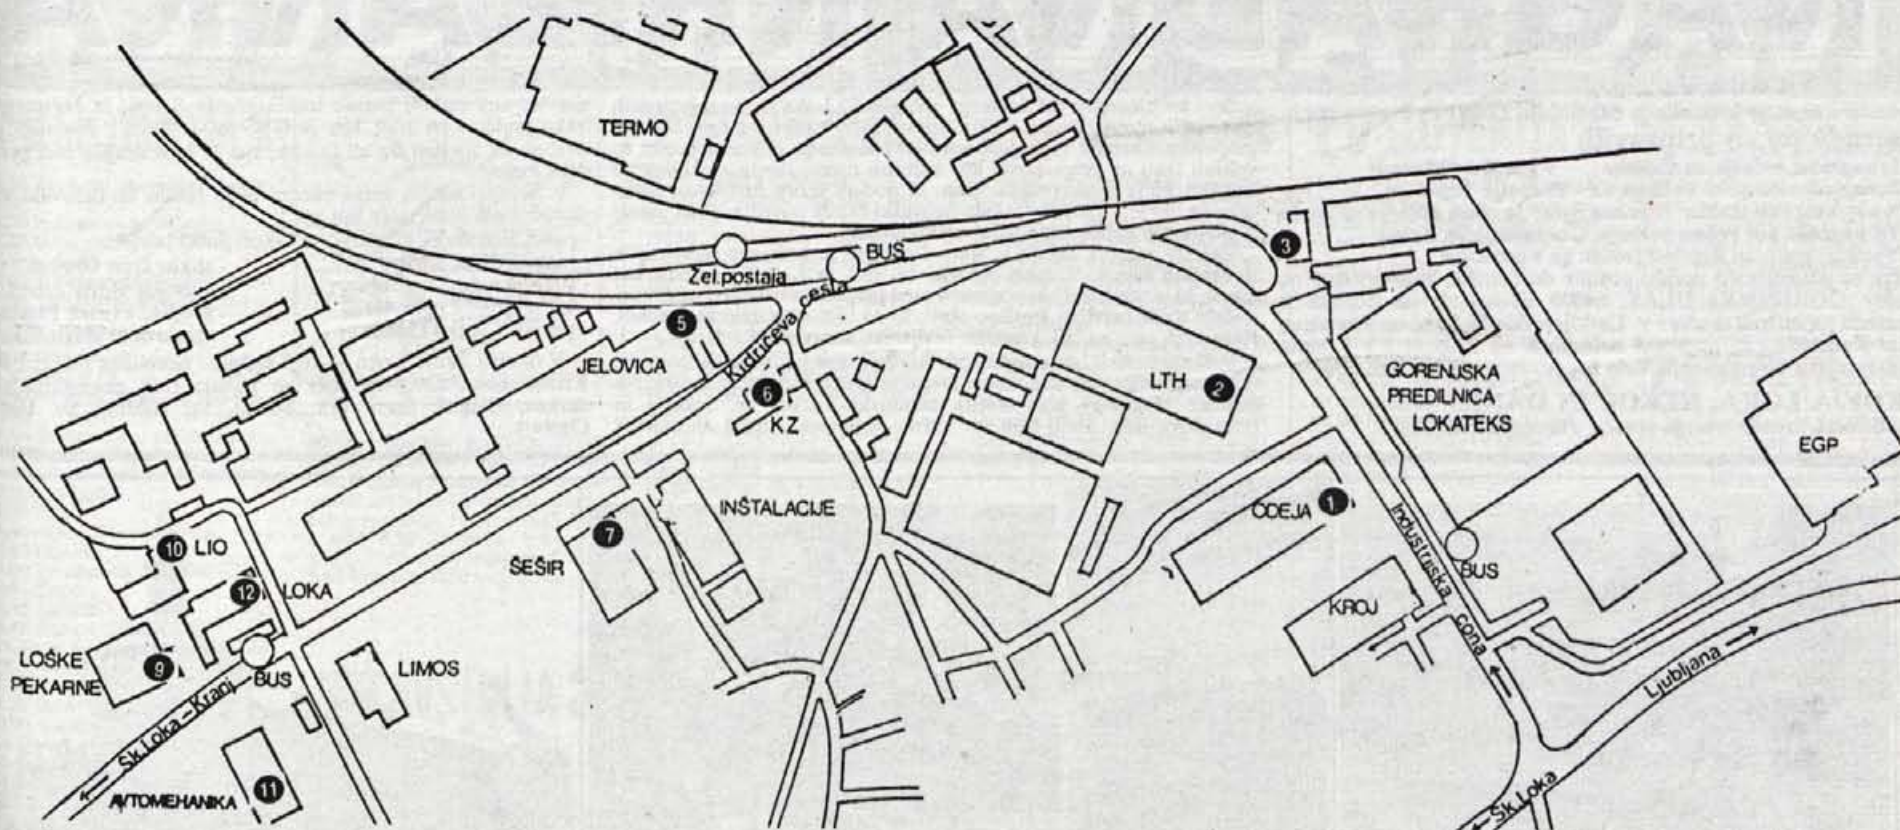 TERMO
BUS
Žel.postaja
3
5
Kidričeva cesta
JELOVICA
6
KZ
LTH
2
GORENJSKA
PREDILNICA
LOKATEKS
EGP
INŠTALACIJE
ODEJA
1
Industrijska cona
BUS
7
ŠEŠIR
10
LIO
12
LOKA
KROJ
LOŠKE
PEKARNE
9
BUS
LIMOS
Šk.Loka-Kranj
Ljubljana
AVTOMEHANIKA
11
Šk.Loka